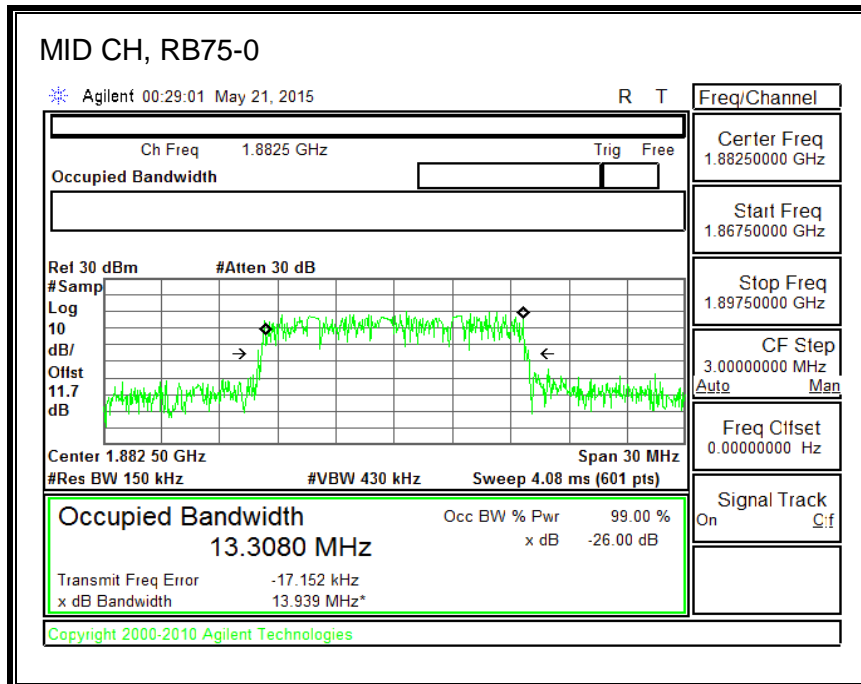 MID CH, RB75-0
Agilent 00:29:01 May 21, 2015 R T
Freq/Channel
Ch Freq 1.8825 GHz Trig Free
Occupied Bandwidth
Center Freq
1.88250000 GHz
Start Freq
1.86750000 GHz
Stop Freq
1.89750000 GHz
CF Step
3.00000000 MHz
Auto Man
Freq Offset
0.00000000 Hz
Signal Track
On Off
Ref 30 dBm #Atten 30 dB
#Samp
Log
10
dB/
Offst
11.7
dB
Center 1.882 50 GHz Span 30 MHz
#Res BW 150 kHz #VBW 430 kHz Sweep 4.08 ms (601 pts)
Occupied Bandwidth
13.3080 MHz
Occ BW % Pwr 99.00 %
x dB -26.00 dB
Transmit Freq Error -17.152 kHz
x dB Bandwidth 13.939 MHz*
Copyright 2000-2010 Agilent Technologies